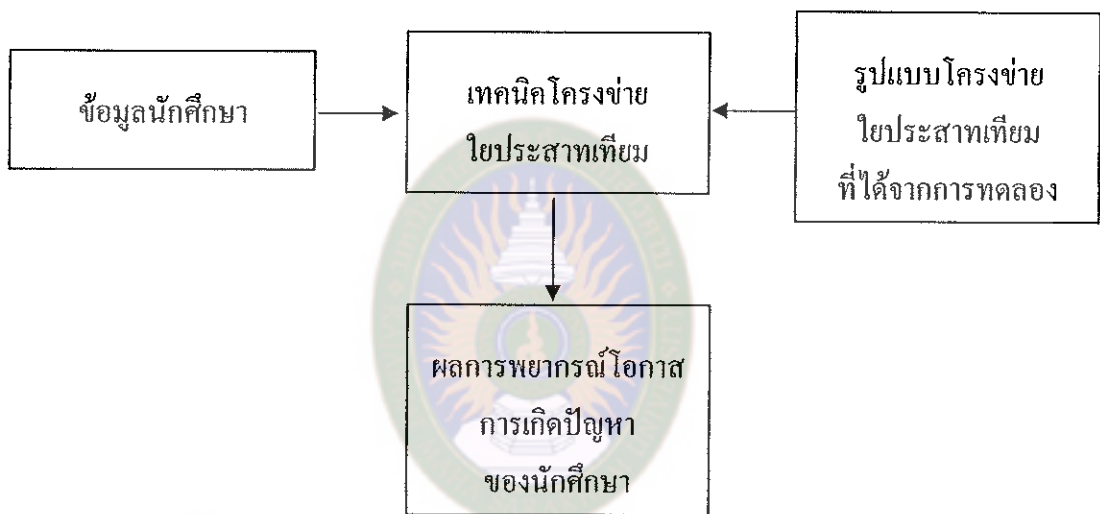 ข้อมูลนักศึกษา
เทคนิคโครงข่าย
ใยประสาทเทียม
รูปแบบโครงข่าย
ใยประสาทเทียม
ที่ได้จากการทดลอง
ผลการพยากรณ์โอกาส
การเกิดปัญหา
ของนักศึกษา